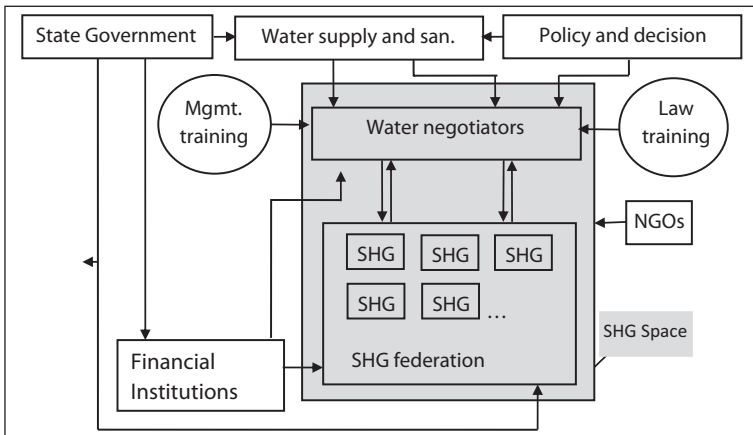 State Government
Water supply and san.
Policy and decision
Mgmt.
training
Water negotiators
Law
training
NGOs
SHG
SHG
SHG
SHG
SHG
...
SHG federation
SHG Space
Financial
Institutions